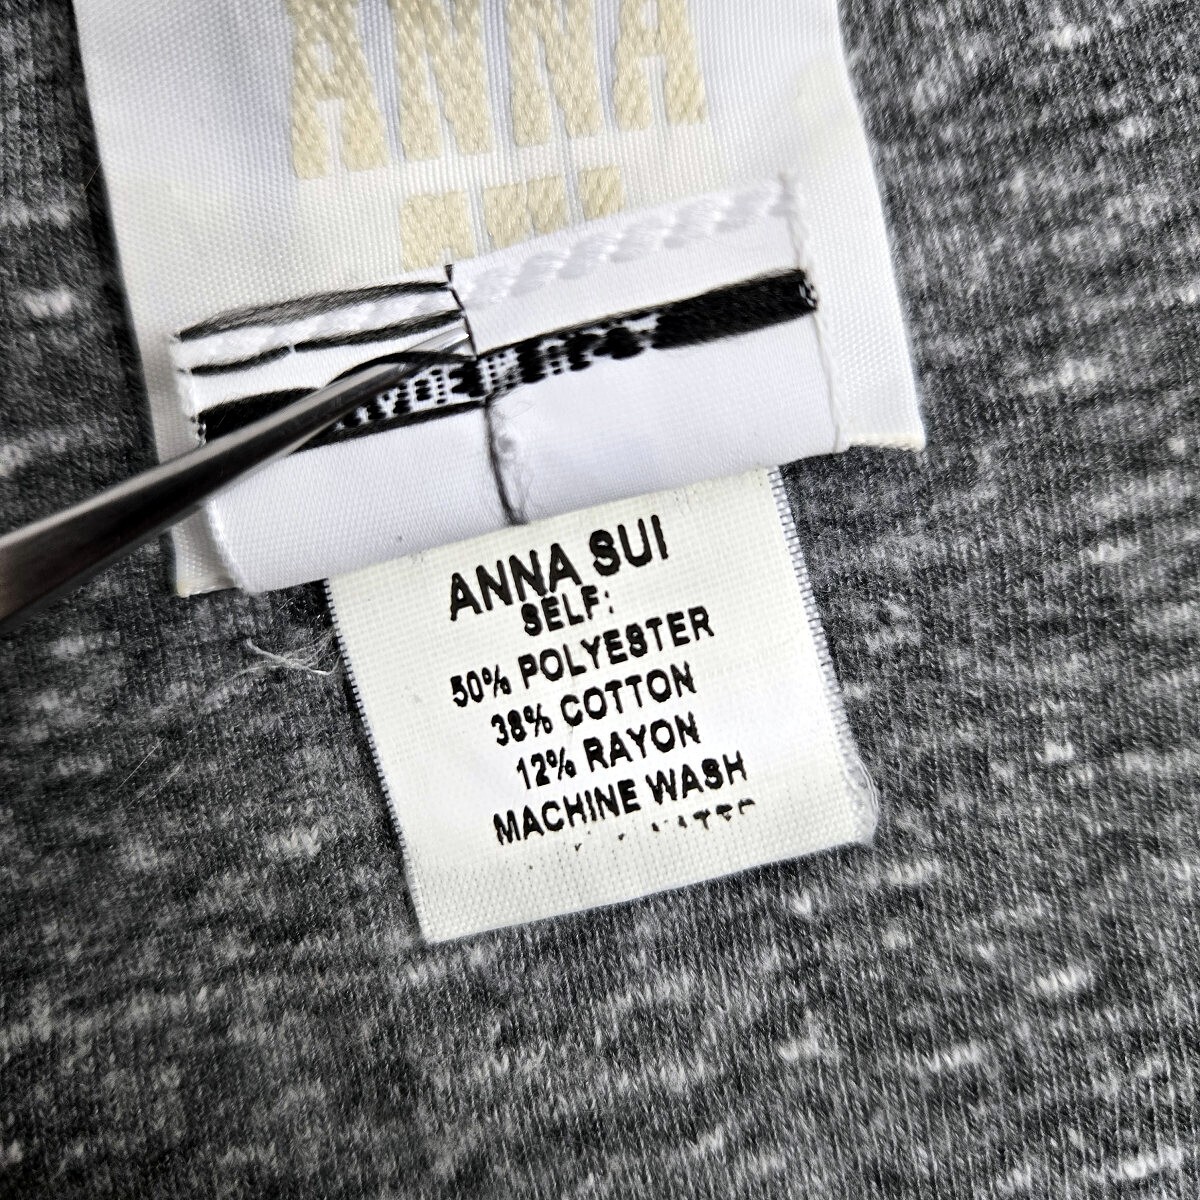 ANNA
ANNA SUI
SELF:
50% POLYESTER
38% COTTON
12% RAYON
MACHINE WASH